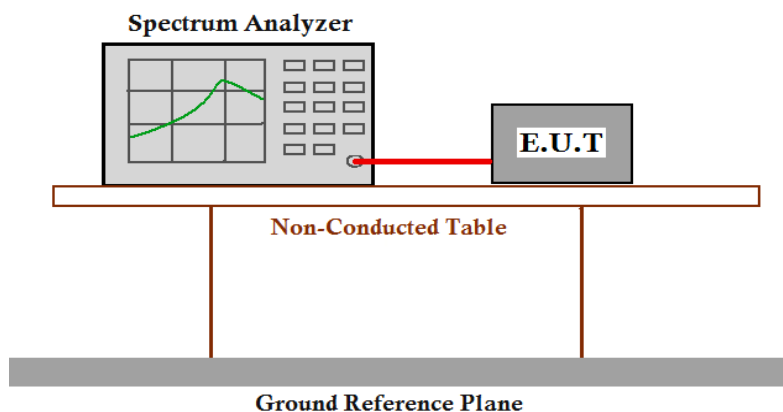 Spectrum Analyzer
E.U.T
Non-Conducted Table
Ground Reference Plane